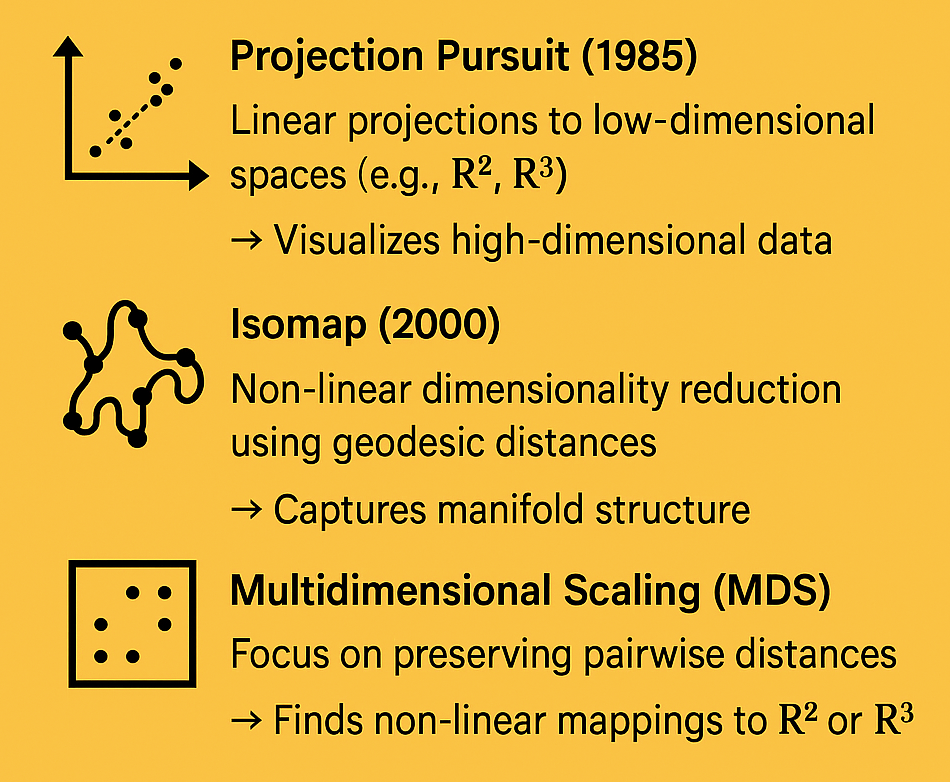 Projection Pursuit (1985)
Linear projections to low-dimensional
spaces (e.g., R², R³)
→ Visualizes high-dimensional data
Isomap (2000)
Non-linear dimensionality reduction
using geodesic distances
→ Captures manifold structure
Multidimensional Scaling (MDS)
Focus on preserving pairwise distances
→ Finds non-linear mappings to R² or R³